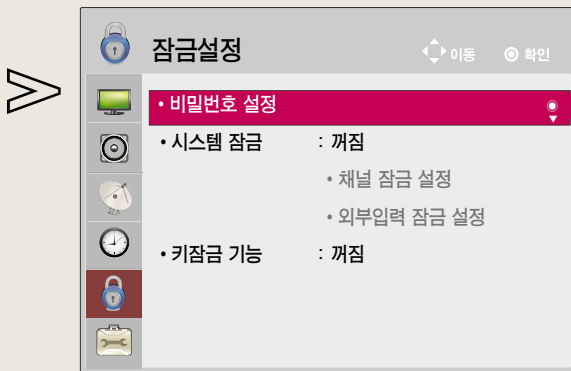 잠금설정
이동 확인
• 비밀번호 설정
• 시스템 잠금 : 꺼짐
• 채널 잠금 설정
• 외부입력 잠금 설정
• 키잠금 기능 : 꺼짐